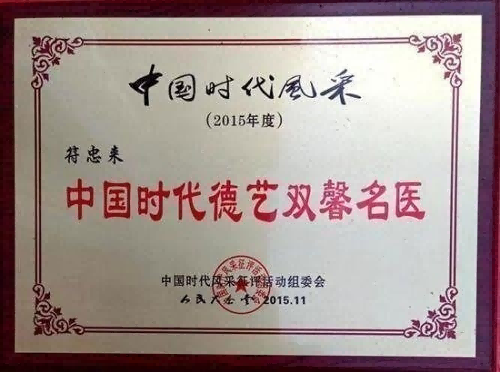 中国时代风采
(2015年度)
符忠来
中国时代德艺双馨名医
中国时代风采征评活动组委会
人民大会堂 2015.11